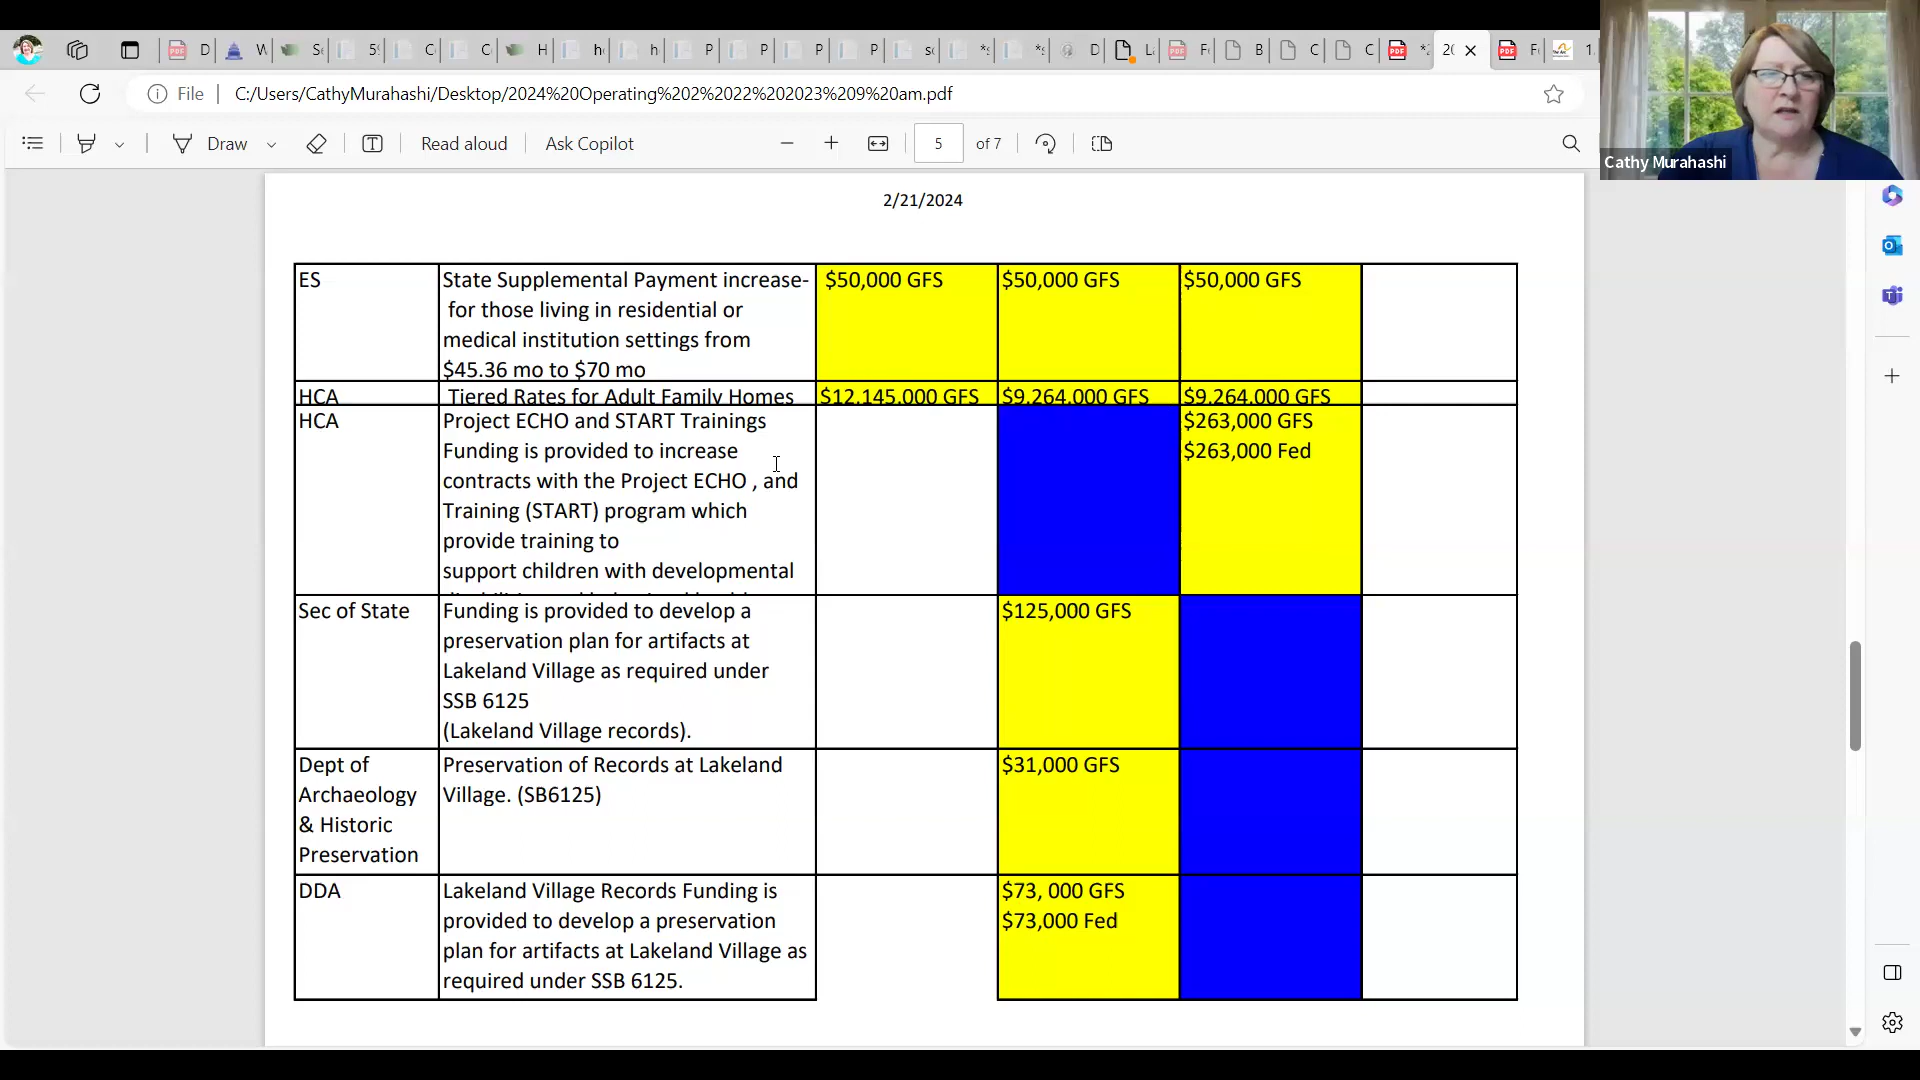 D
W
Se
5!
C
C
H
h
h
P
P
P
P
s
*s
*s
D
L
F
B
C
C
*2
20
F
1
File
C:/Users/CathyMurahashi/Desktop/2024%20Operating%202%2022%202023%209%20am.pdf
Draw
Read aloud
Ask Copilot
5
of 7
Cathy Murahashi
2/21/2024
ES
State Supplemental Payment increase-
for those living in residential or
medical institution settings from
$45.36 mo to $70 mo
$50,000 GFS
$50,000 GFS
$50,000 GFS
HCA
Tiered Rates for Adult Family Homes
$12,145,000 GFS
$9,264,000 GFS
$9,264,000 GFS
HCA
Project ECHO and START Trainings
Funding is provided to increase
contracts with the Project ECHO , and
Training (START) program which
provide training to
support children with developmental
$263,000 GFS
$263,000 Fed
Sec of State
Funding is provided to develop a
preservation plan for artifacts at
Lakeland Village as required under
SSB 6125
(Lakeland Village records).
$125,000 GFS
Dept of
Archaeology
& Historic
Preservation
Preservation of Records at Lakeland
Village. (SB6125)
$31,000 GFS
DDA
Lakeland Village Records Funding is
provided to develop a preservation
plan for artifacts at Lakeland Village as
required under SSB 6125.
$73, 000 GFS
$73,000 Fed